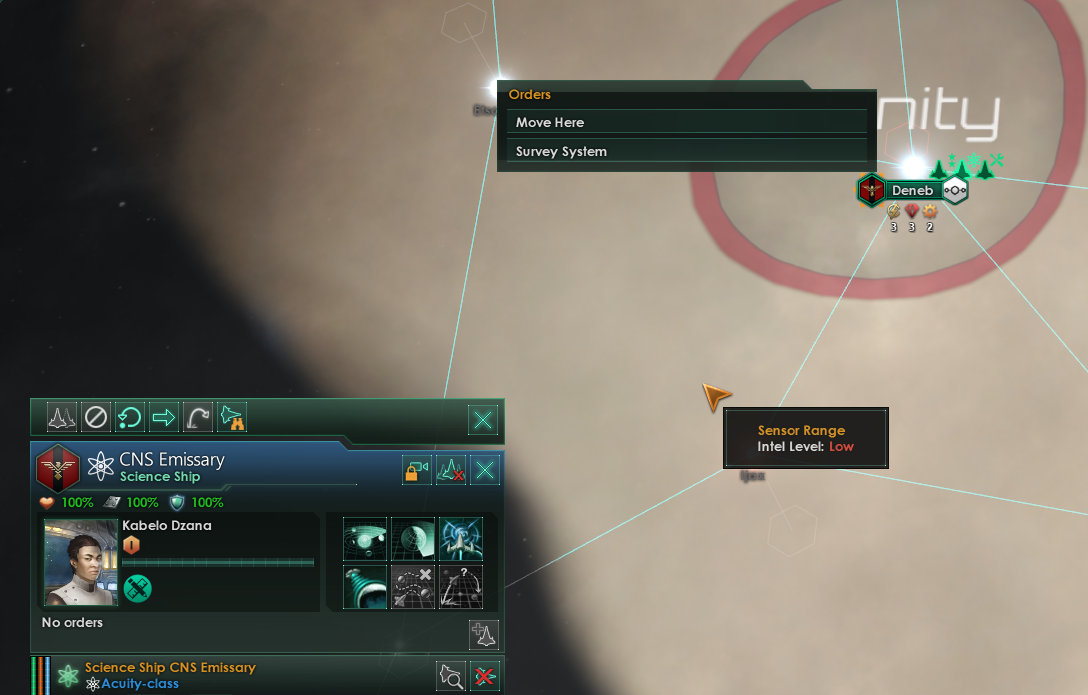 Orders
Move Here
Survey System
nity
Deneb
3 3 2
Sensor Range
Intel Level: Low
CNS Emissary
Science Ship
100% 100% 100%
Kabelo Dzana
I
No orders
Science Ship CNS Emissary
Acuity-class